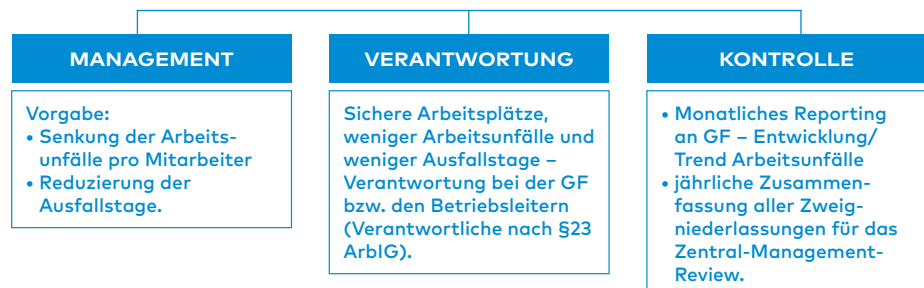 MANAGEMENT
Vorgabe:
• Senkung der Arbeits-
unfälle pro Mitarbeiter
• Reduzierung der
Ausfallstage.
VERANTWORTUNG
Sichere Arbeitsplätze,
weniger Arbeitsunfälle und
weniger Ausfallstage –
Verantwortung bei der GF
bzw. den Betriebsleitern
(Verantwortliche nach §23
ArbIG).
KONTROLLE
• Monatliches Reporting
an GF – Entwicklung/
Trend Arbeitsunfälle
• jährliche Zusammen-
fassung aller Zweig-
niederlassungen für das
Zentral-Management-
Review.